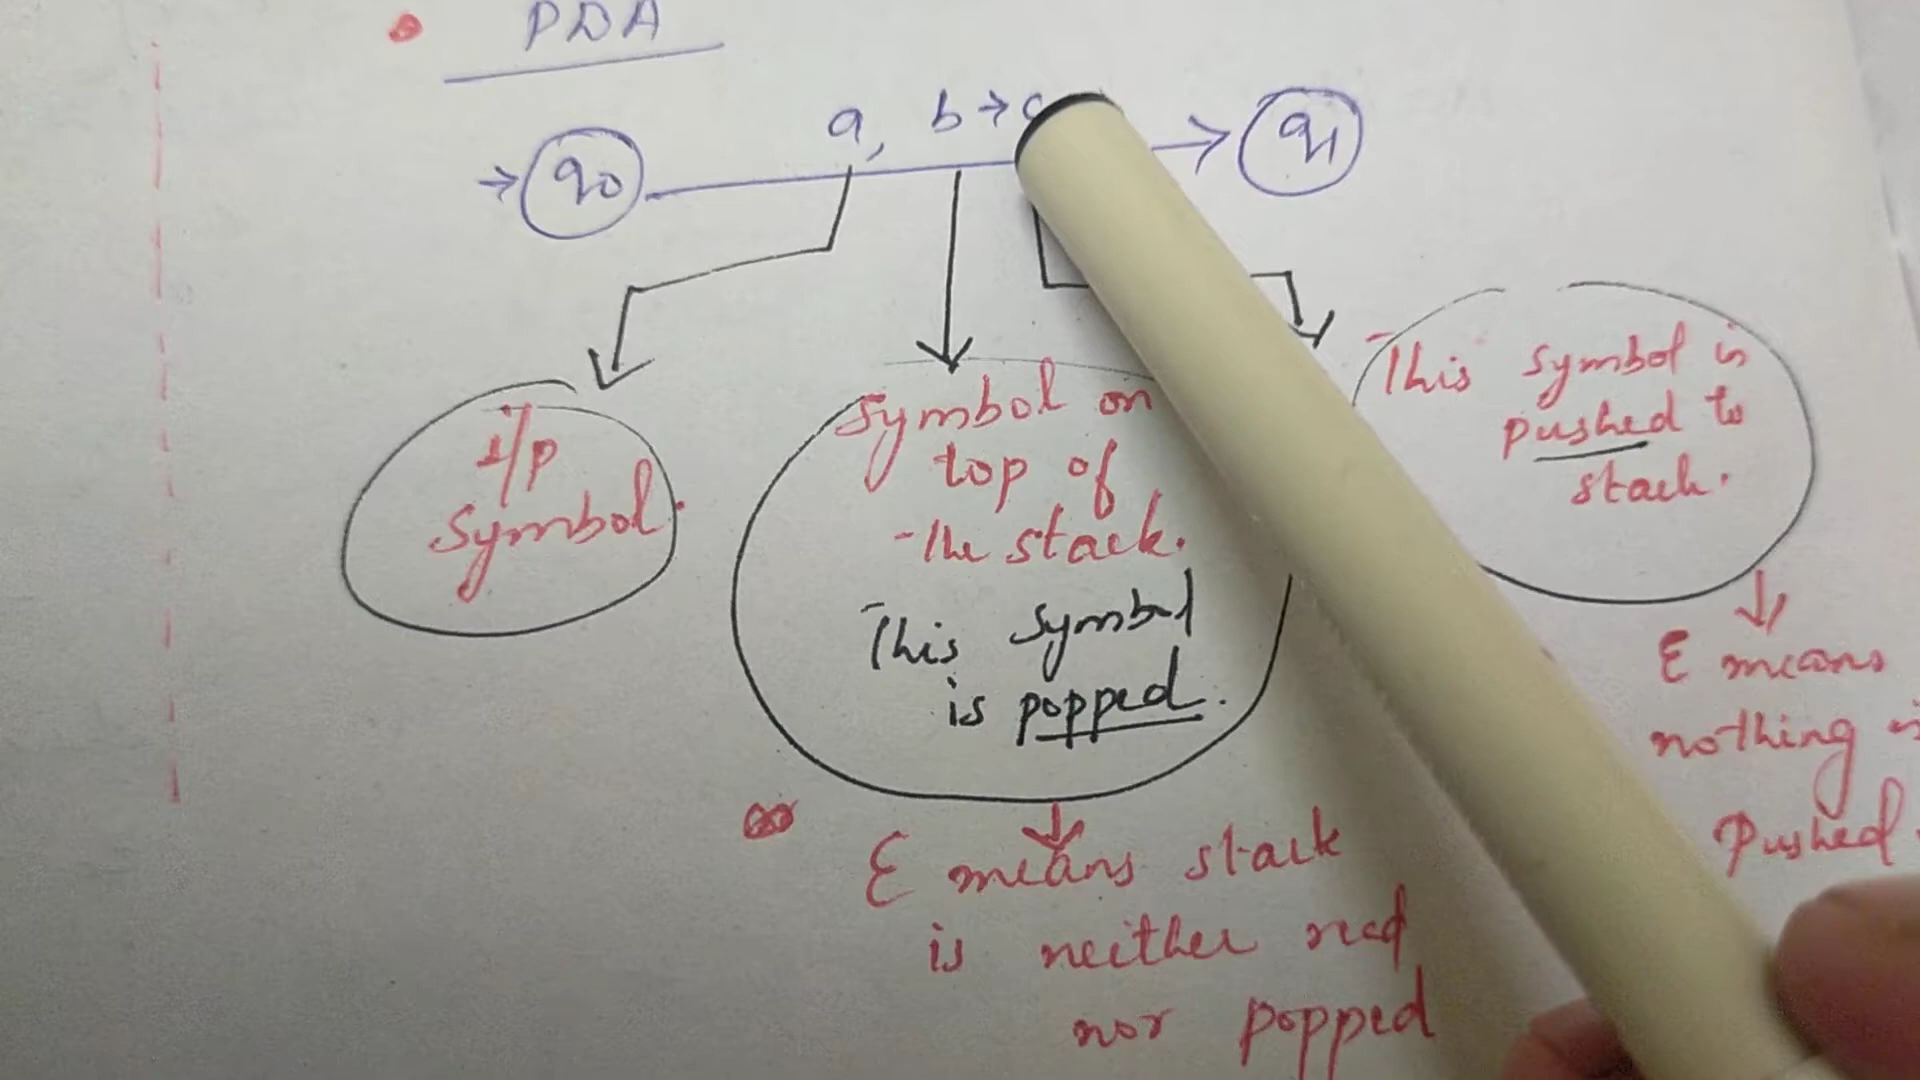 PDA
a, b → c
q0
q1
i/p
Symbol.
Symbol on
top of
the stack.
This symbol
is popped.
This symbol is
pushed to
stack.
ε means
nothing is
Pushed.
ε means stack
is neither read
nor popped